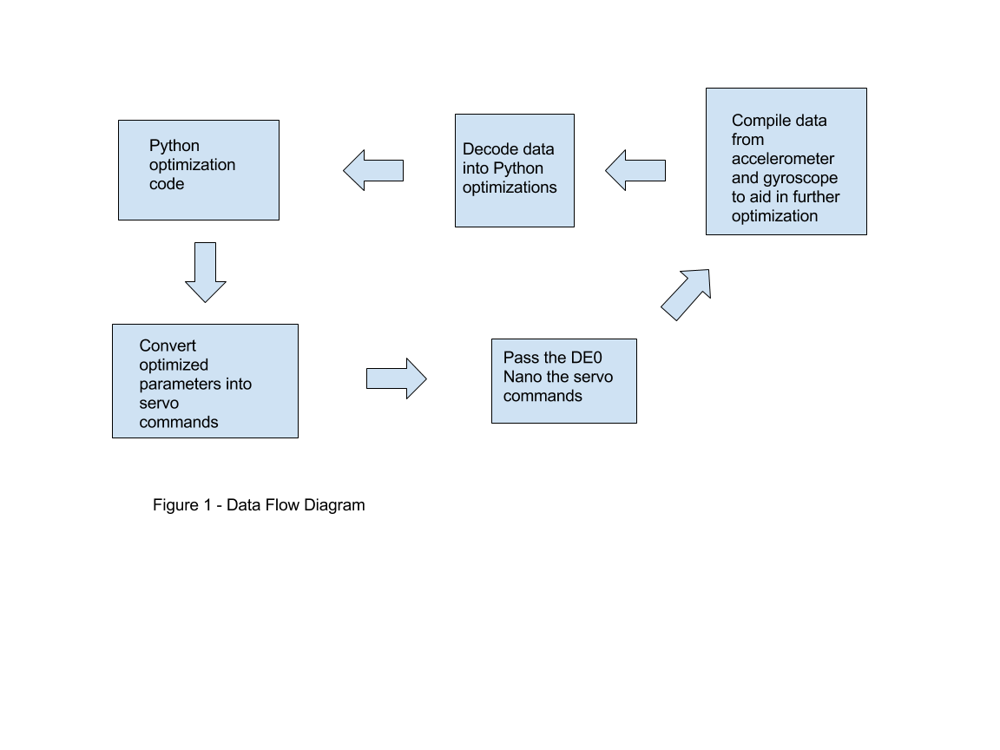 Python
optimization
code
Decode data
into Python
optimizations
Compile data
from
accelerometer
and gyroscope
to aid in further
optimization
Convert
optimized
parameters into
servo
commands
Pass the DE0
Nano the servo
commands
Figure 1 - Data Flow Diagram